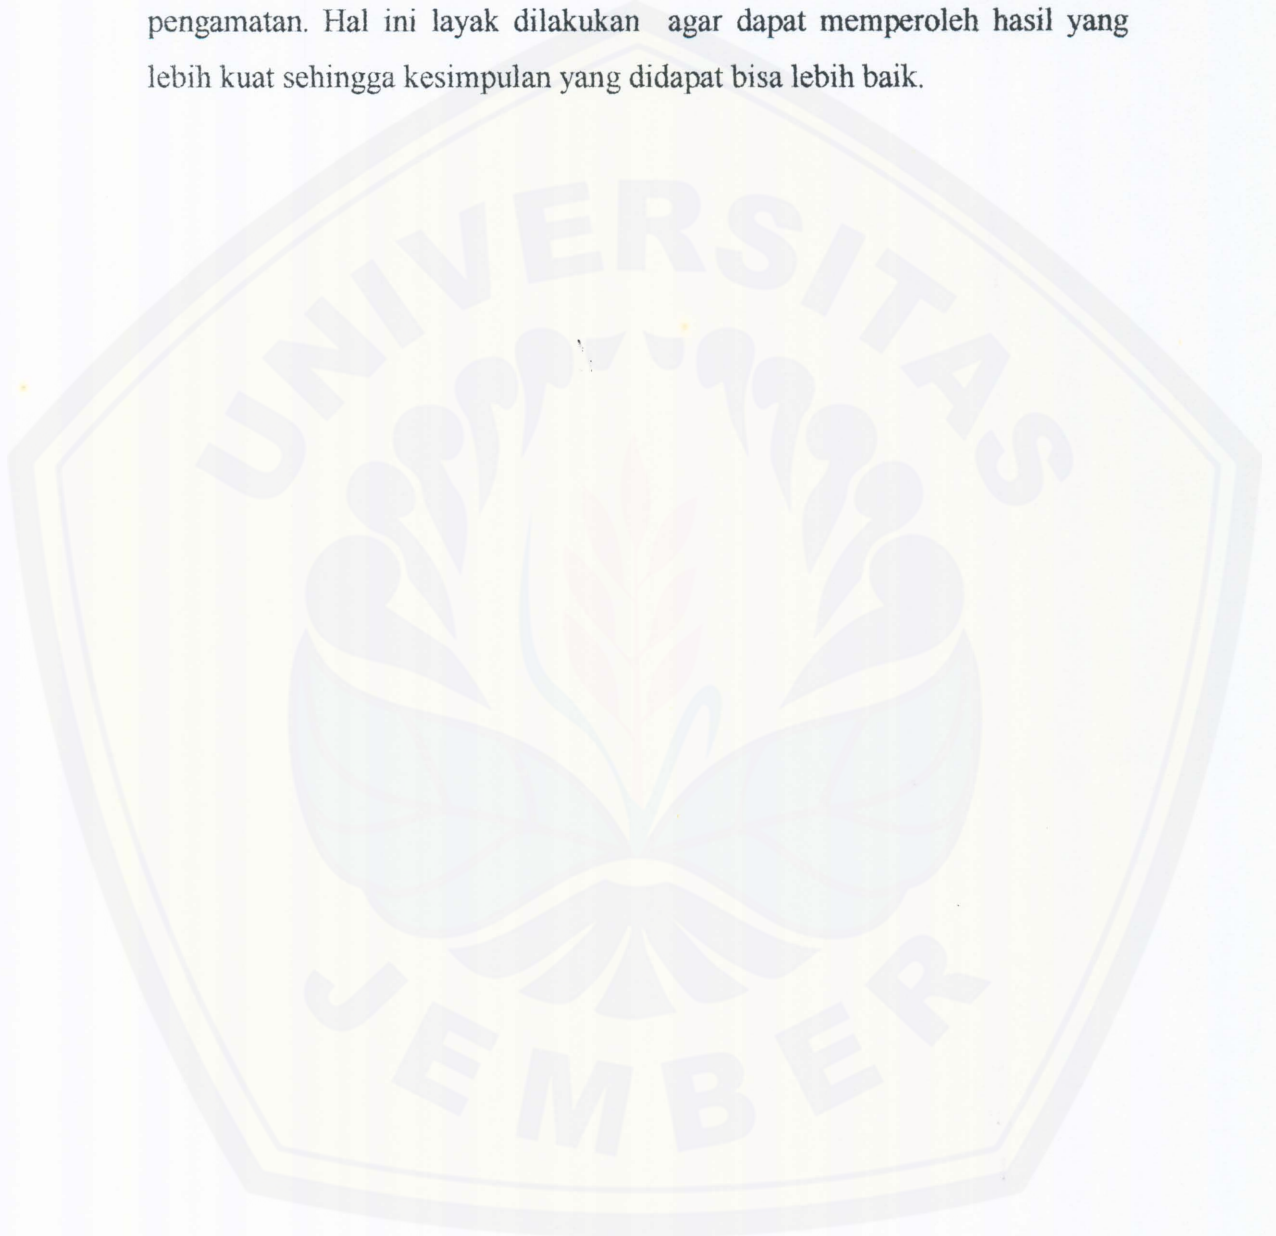 pengamatan. Hal ini layak dilakukan agar dapat memperoleh hasil yang
lebih kuat sehingga kesimpulan yang didapat bisa lebih baik.
UNIVERSITAS
JEMBER